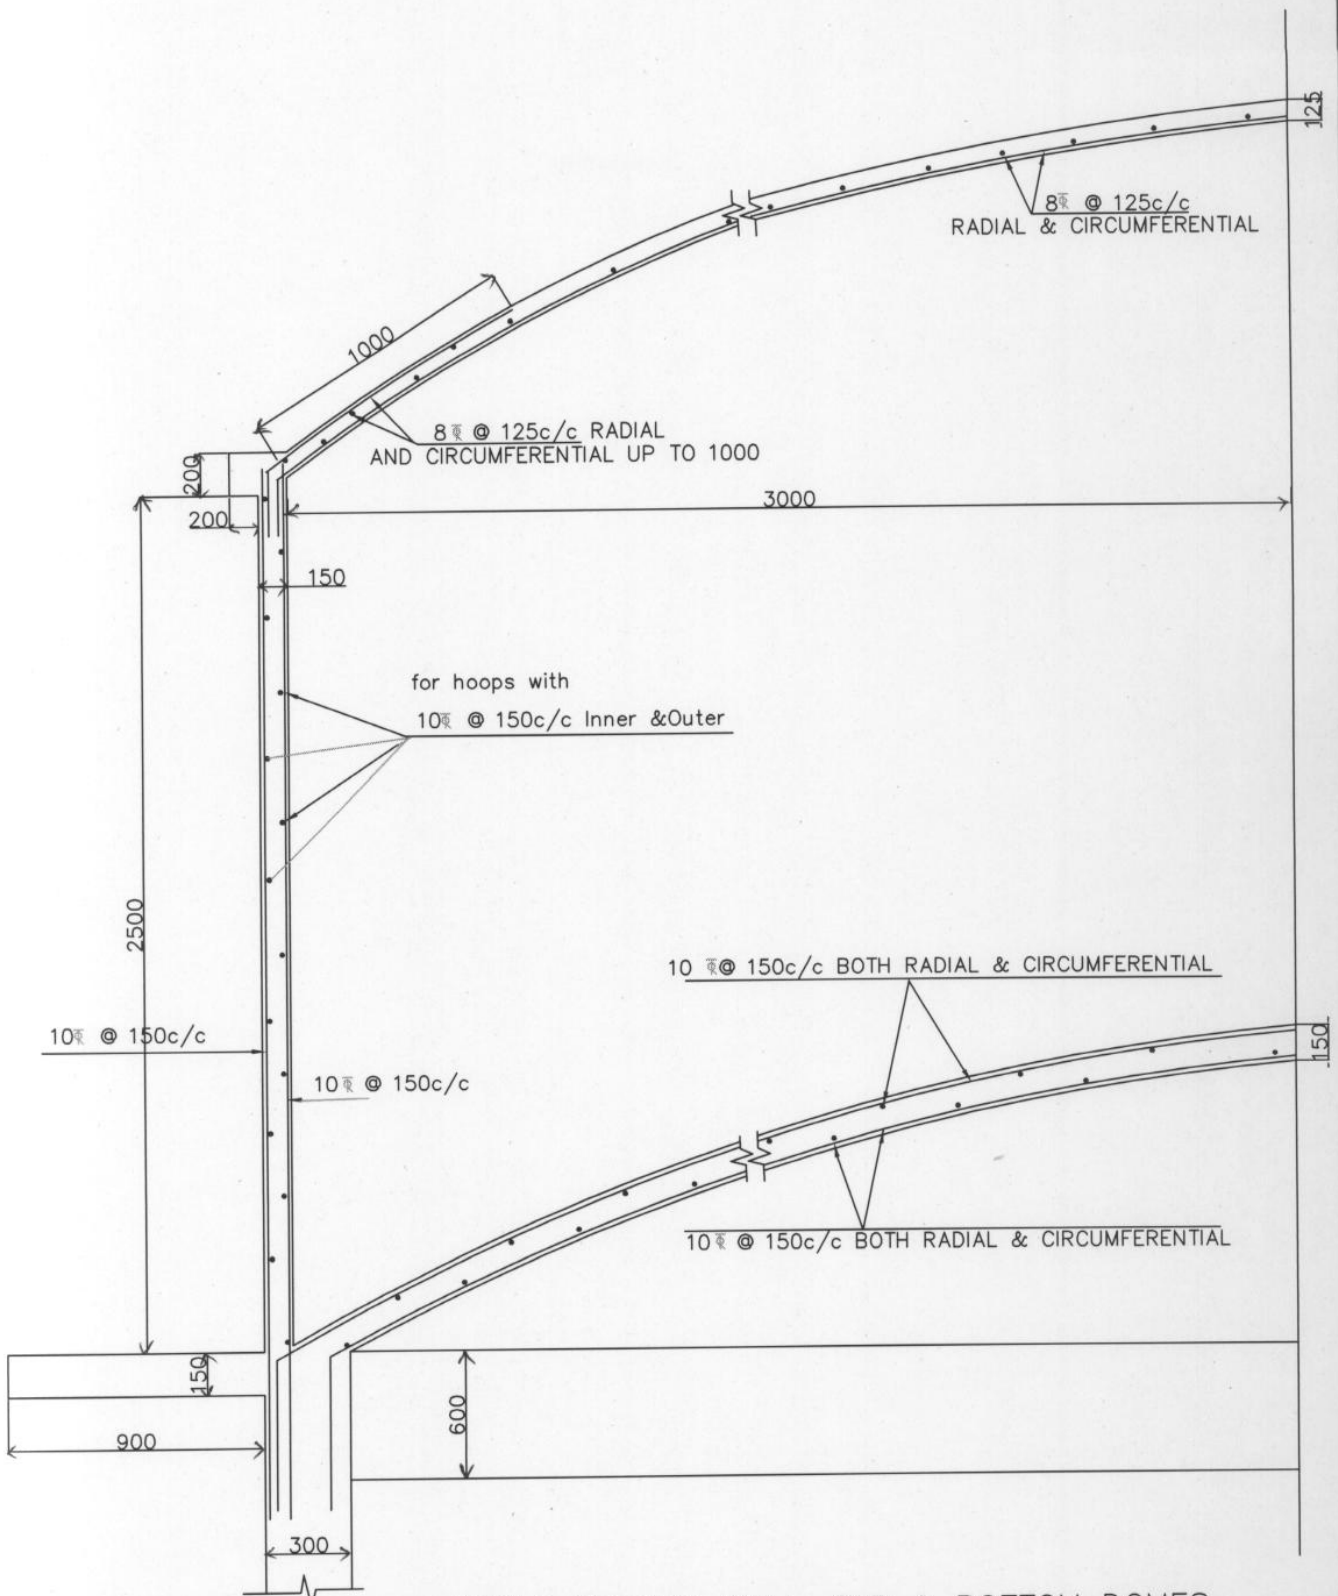 125
8 @ 125c/c
RADIAL & CIRCUMFERENTIAL
1000
8 @ 125c/c RADIAL
AND CIRCUMFERENTIAL UP TO 1000
200
200
3000
150
for hoops with
10 @ 150c/c Inner &Outer
2500
10 @ 150c/c BOTH RADIAL & CIRCUMFERENTIAL
10 @ 150c/c
150
10 @ 150c/c
10 @ 150c/c BOTH RADIAL & CIRCUMFERENTIAL
150
600
900
300
BOTTOM DOMES